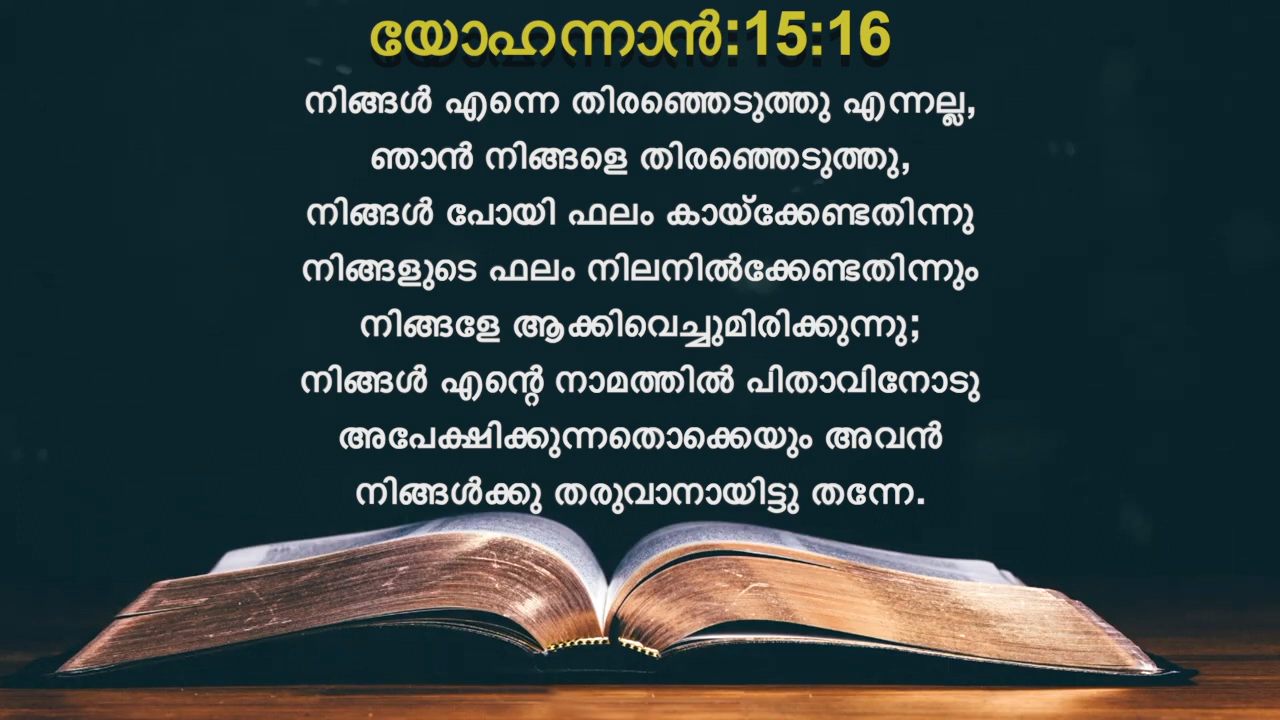 യോഹന്നാൻ:15:16
നിങ്ങൾ എന്നെ തിരഞ്ഞെടുത്തു എന്നല്ല,
ഞാൻ നിങ്ങളെ തിരഞ്ഞെടുത്തു,
നിങ്ങൾ പോയി ഫലം കായ്ക്കേണ്ടതിന്നു
നിങ്ങളുടെ ഫലം നിലനിൽക്കേണ്ടതിന്നും
നിങ്ങളേ ആക്കിവെച്ചുമിരിക്കുന്നു;
നിങ്ങൾ എന്റെ നാമത്തിൽ പിതാവിനോടു
അപേക്ഷിക്കുന്നതൊക്കെയും അവൻ
നിങ്ങൾക്കു തരുവാനായിട്ടു തന്നേ.